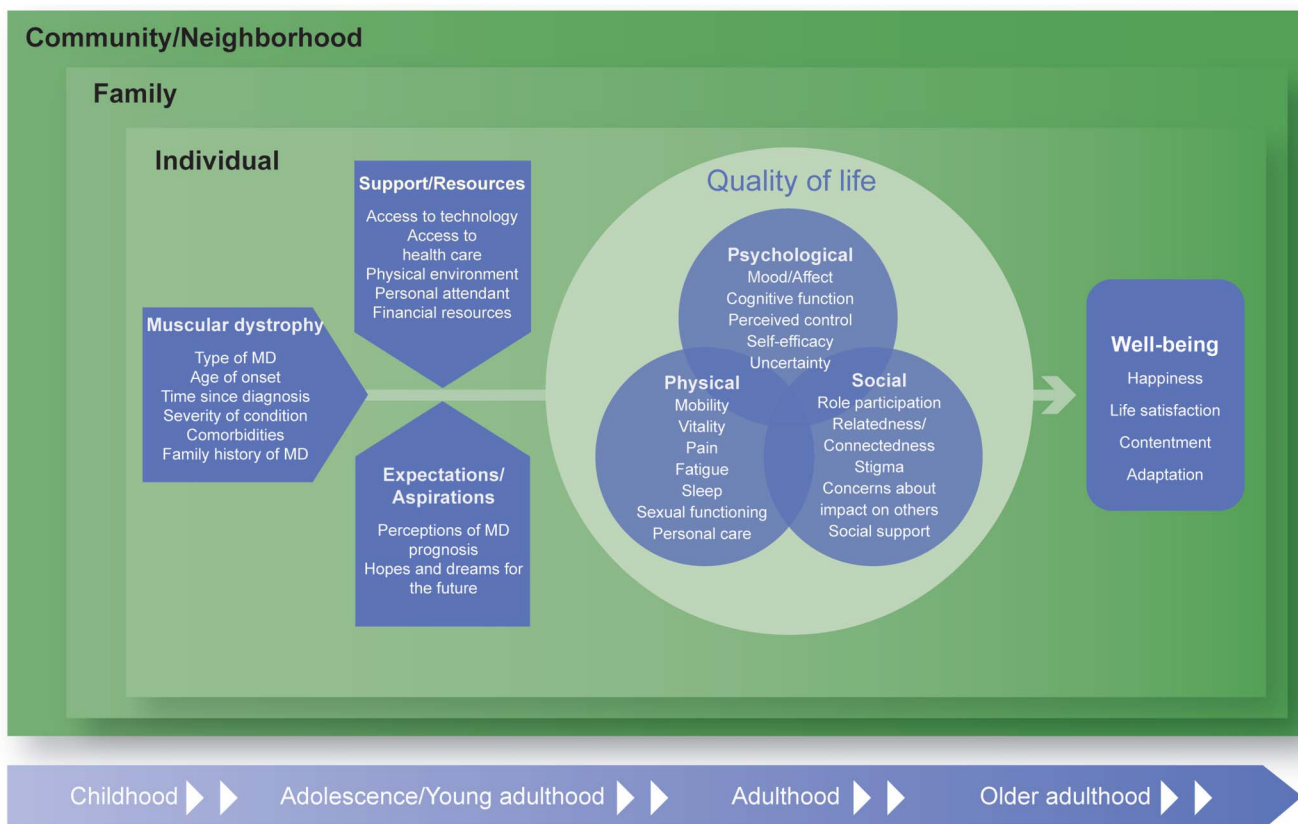 Community/Neighborhood
Family
Individual
Support/Resources
Access to technology
Access to
health care
Physical environment
Personal attendant
Financial resources
Muscular dystrophy
Type of MD
Age of onset
Time since diagnosis
Severity of condition
Comorbidities
Family history of MD
Expectations/
Aspirations
Perceptions of MD
prognosis
Hopes and dreams for
the future
Quality of life
Psychological
Mood/Affect
Cognitive function
Perceived control
Self-efficacy
Uncertainty
Physical
Mobility
Vitality
Pain
Fatigue
Sleep
Sexual functioning
Personal care
Social
Role participation
Relatedness/
Connectedness
Stigma
Concerns about
impact on others
Social support
Well-being
Happiness
Life satisfaction
Contentment
Adaptation
Childhood
Adolescence/Young adulthood
Adulthood
Older adulthood